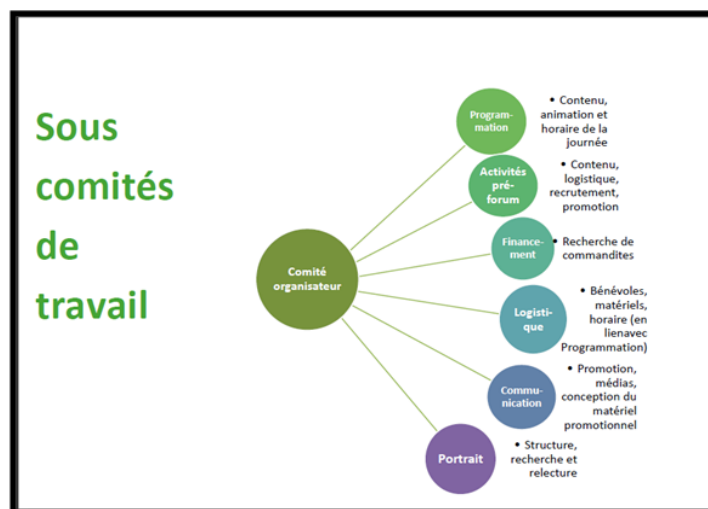 Sous
comités
de
travail
Comité
organisateur
Program-
mation
• Contenu,
animation et
horaire de la
journée
Activités
pré-
forum
• Contenu,
logistique,
recrutement,
promotion
Finance-
ment
• Recherche de
commandites
Logisti-
que
• Bénévoles,
matériels,
horaire (en
lienavec
Programmation)
Commu-
nication
• Promotion,
médias,
conception du
matériel
promotionnel
Portrait
• Structure,
recherche et
relecture